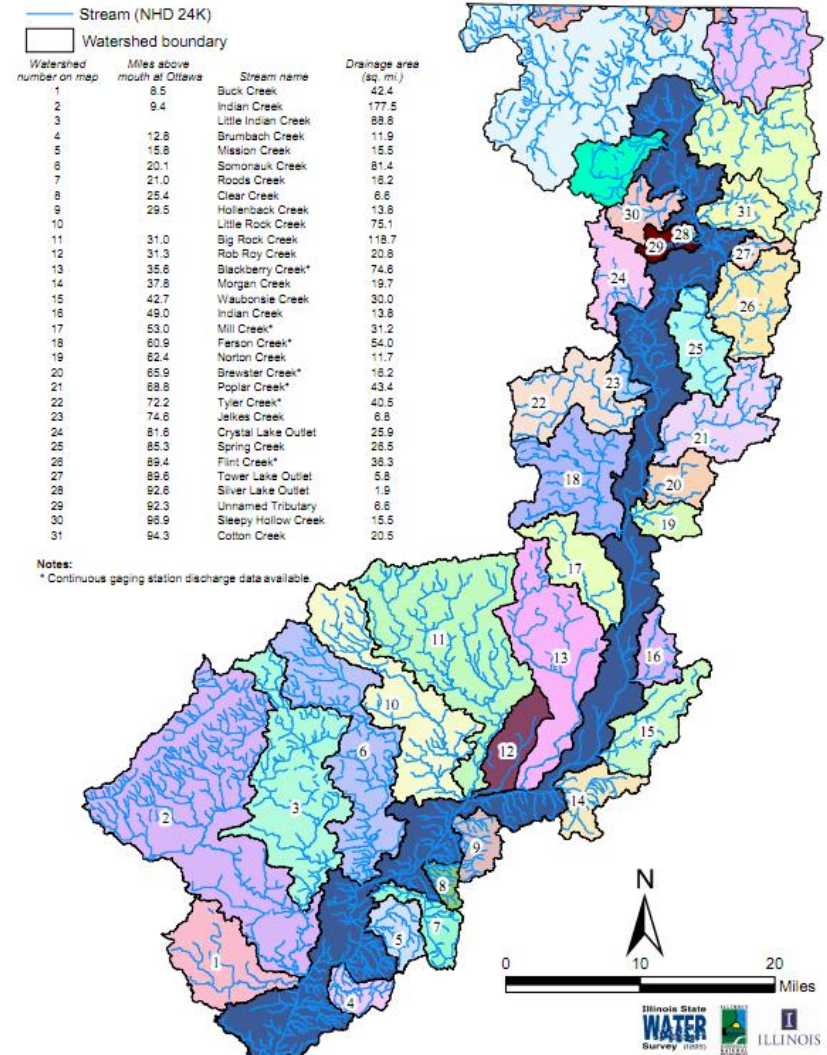 Stream (NHD 24K)
Watershed boundary
Watershed number on map Miles above mouth at Ottawa Stream name Drainage area (sq. mi.)
1 8.5 Buck Creek 42.4
2 9.4 Indian Creek 177.5
3 Little Indian Creek 88.8
4 12.8 Brumbach Creek 11.9
5 15.8 Mission Creek 15.5
6 20.1 Somonauk Creek 81.4
7 21.0 Roods Creek 16.2
8 25.4 Clear Creek 6.6
9 29.5 Hollenback Creek 13.8
10 Little Rock Creek 75.1
11 31.0 Big Rock Creek 118.7
12 31.3 Rob Roy Creek 20.8
13 35.6 Blackberry Creek* 74.6
14 37.8 Morgan Creek 19.7
15 42.7 Waubonsie Creek 30.0
16 49.0 Indian Creek 13.8
17 53.0 Mill Creek* 31.2
18 60.9 Ferson Creek* 54.0
19 62.4 Norton Creek 11.7
20 65.9 Brewster Creek* 16.2
21 68.8 Poplar Creek* 43.4
22 72.2 Tyler Creek* 40.5
23 74.6 Jelkes Creek 6.8
24 81.6 Crystal Lake Outlet 25.9
25 85.3 Spring Creek 26.5
26 89.4 Flint Creek* 36.3
27 89.6 Tower Lake Outlet 5.8
28 92.6 Silver Lake Outlet 1.9
29 92.3 Unnamed Tributary 6.6
30 96.9 Sleepy Hollow Creek 15.5
31 94.3 Cotton Creek 20.5
Notes:
* Continuous gaging station discharge data available.
30
31
28
29
27
24
26
25
23
22
21
18
20
19
17
11
13
16
10
15
12
6
3
2
14
9
8
7
5
1
4
N
0 10 20
Miles
Illinois State
WATER
Survey
ILLINOIS